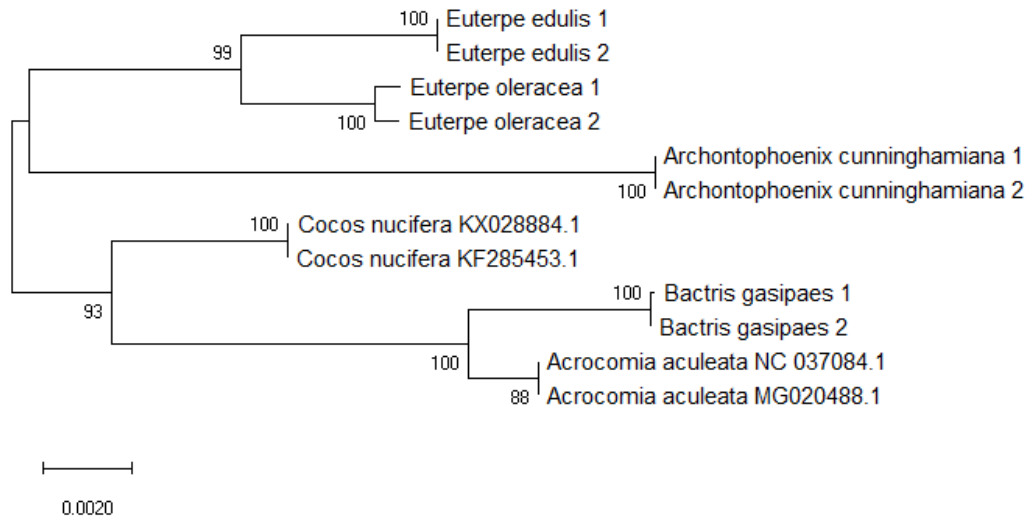 100 Euterpe edulis 1
99 Euterpe edulis 2
Euterpe oleracea 1
100 Euterpe oleracea 2
Archontophoenix cunninghamiana 1
100 Archontophoenix cunninghamiana 2
100 Cocos nucifera KX028884.1
Cocos nucifera KF285453.1
100 Bactris gasipaes 1
93
Bactris gasipaes 2
100 Acrocomia aculeata NC 037084.1
88 Acrocomia aculeata MG020488.1
0.0020